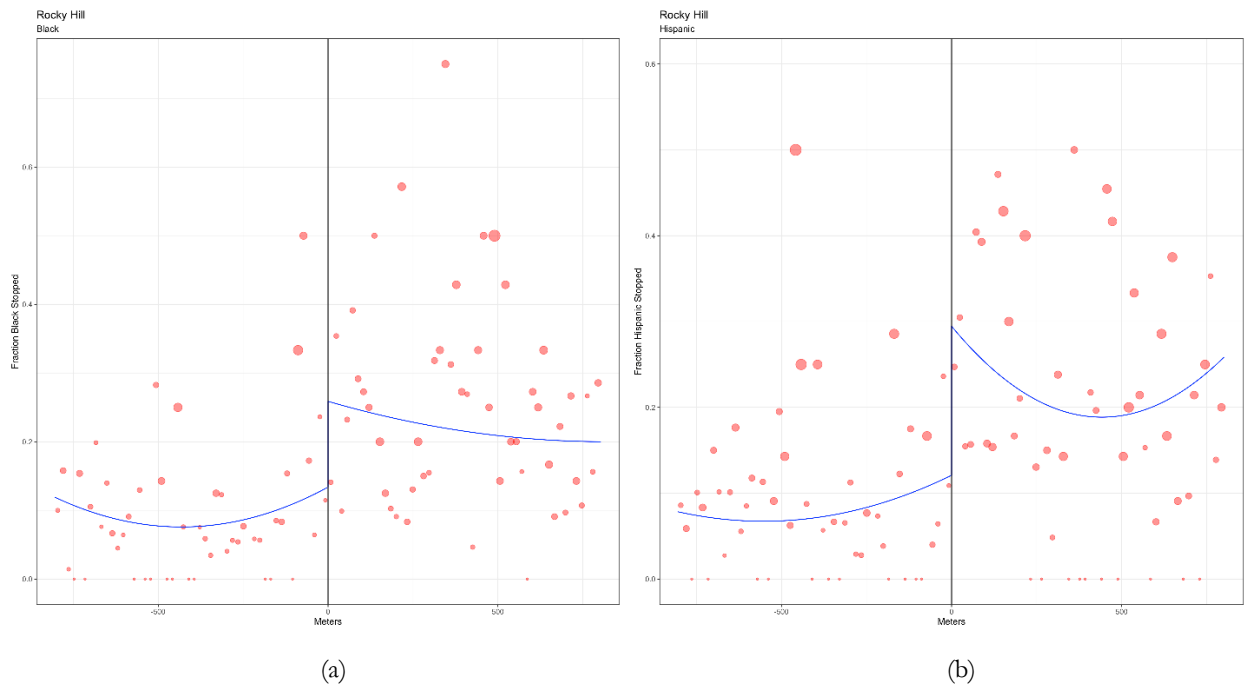 Rocky Hill
Black
Fraction Black Stopped
0.6
0.4
0.2
0.0
-500
0
500
Meters
(a)
Rocky Hill
Hispanic
Fraction Hispanic Stopped
0.6
0.4
0.2
0.0
-500
0
500
Meters
(b)